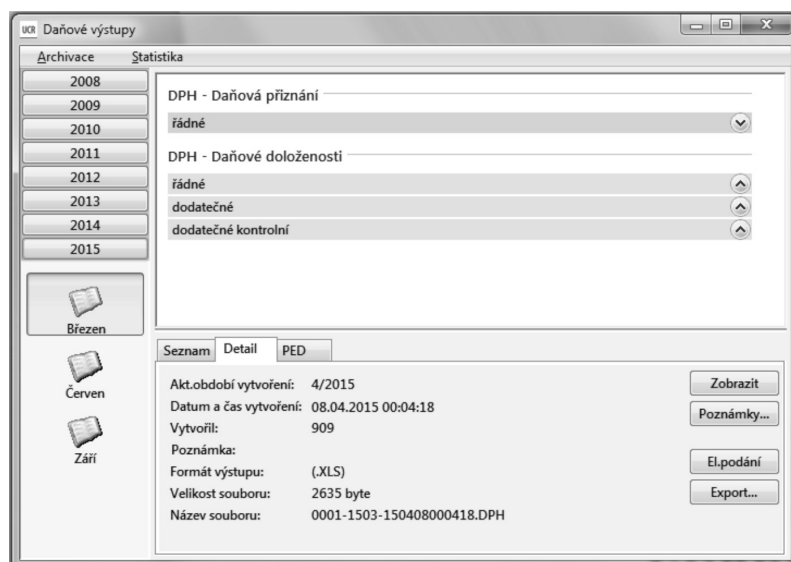 UCR Daňové výstupy
Archivace Statistika
2008
2009
2010
2011
2012
2013
2014
2015
Březen
Červen
Září
DPH - Daňová přiznání
řádné
DPH - Daňové doloženosti
řádné
dodatečné
dodatečné kontrolní
Seznam Detail PED
Akt.období vytvoření: 4/2015
Datum a čas vytvoření: 08.04.2015 00:04:18
Vytvořil: 909
Poznámka:
Formát výstupu: (.XLS)
Velikost souboru: 2635 byte
Název souboru: 0001-1503-150408000418.DPH
Zobrazit
Poznámky...
El.podání
Export...